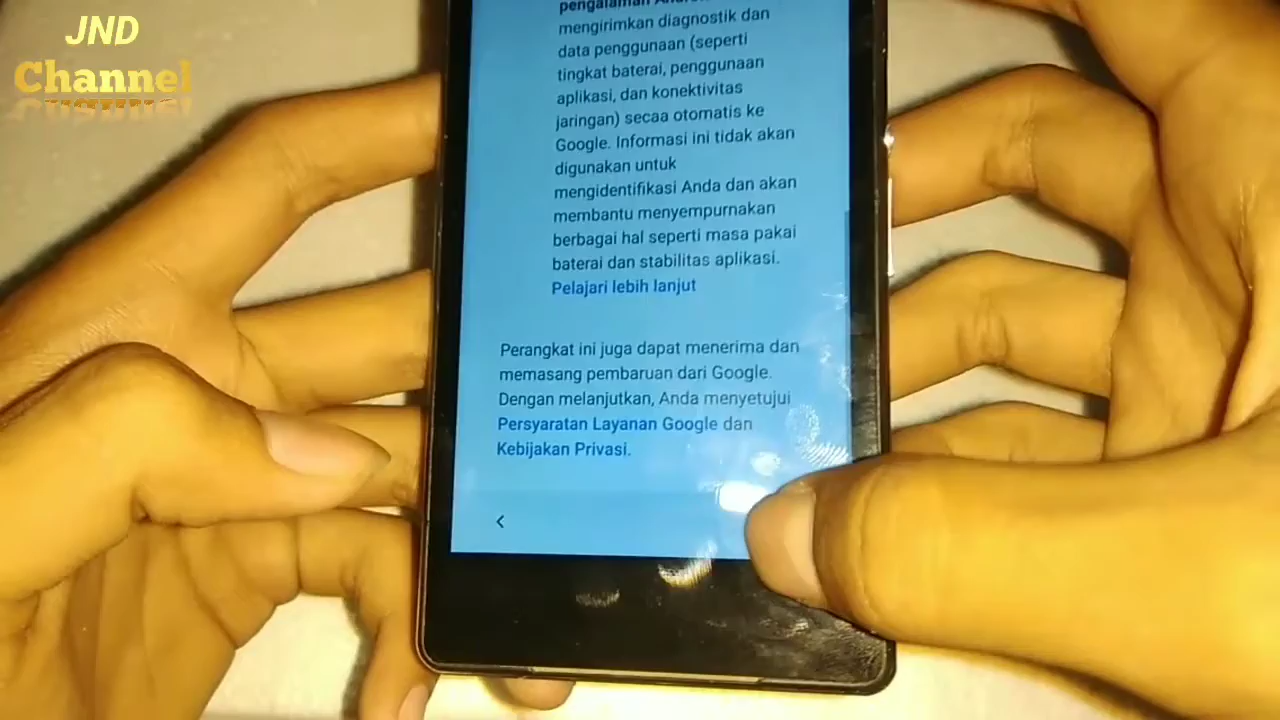 JND
Channel
pengalaman
mengirimkan diagnostik dan
data penggunaan (seperti
tingkat baterai, penggunaan
aplikasi, dan konektivitas
jaringan) secaa otomatis ke
Google. Informasi ini tidak akan
digunakan untuk
mengidentifikasi Anda dan akan
membantu menyempurnakan
berbagai hal seperti masa pakai
baterai dan stabilitas aplikasi.
Pelajari lebih lanjut
Perangkat ini juga dapat menerima dan
memasang pembaruan dari Google.
Dengan melanjutkan, Anda menyetujui
Persyaratan Layanan Google dan
Kebijakan Privasi.